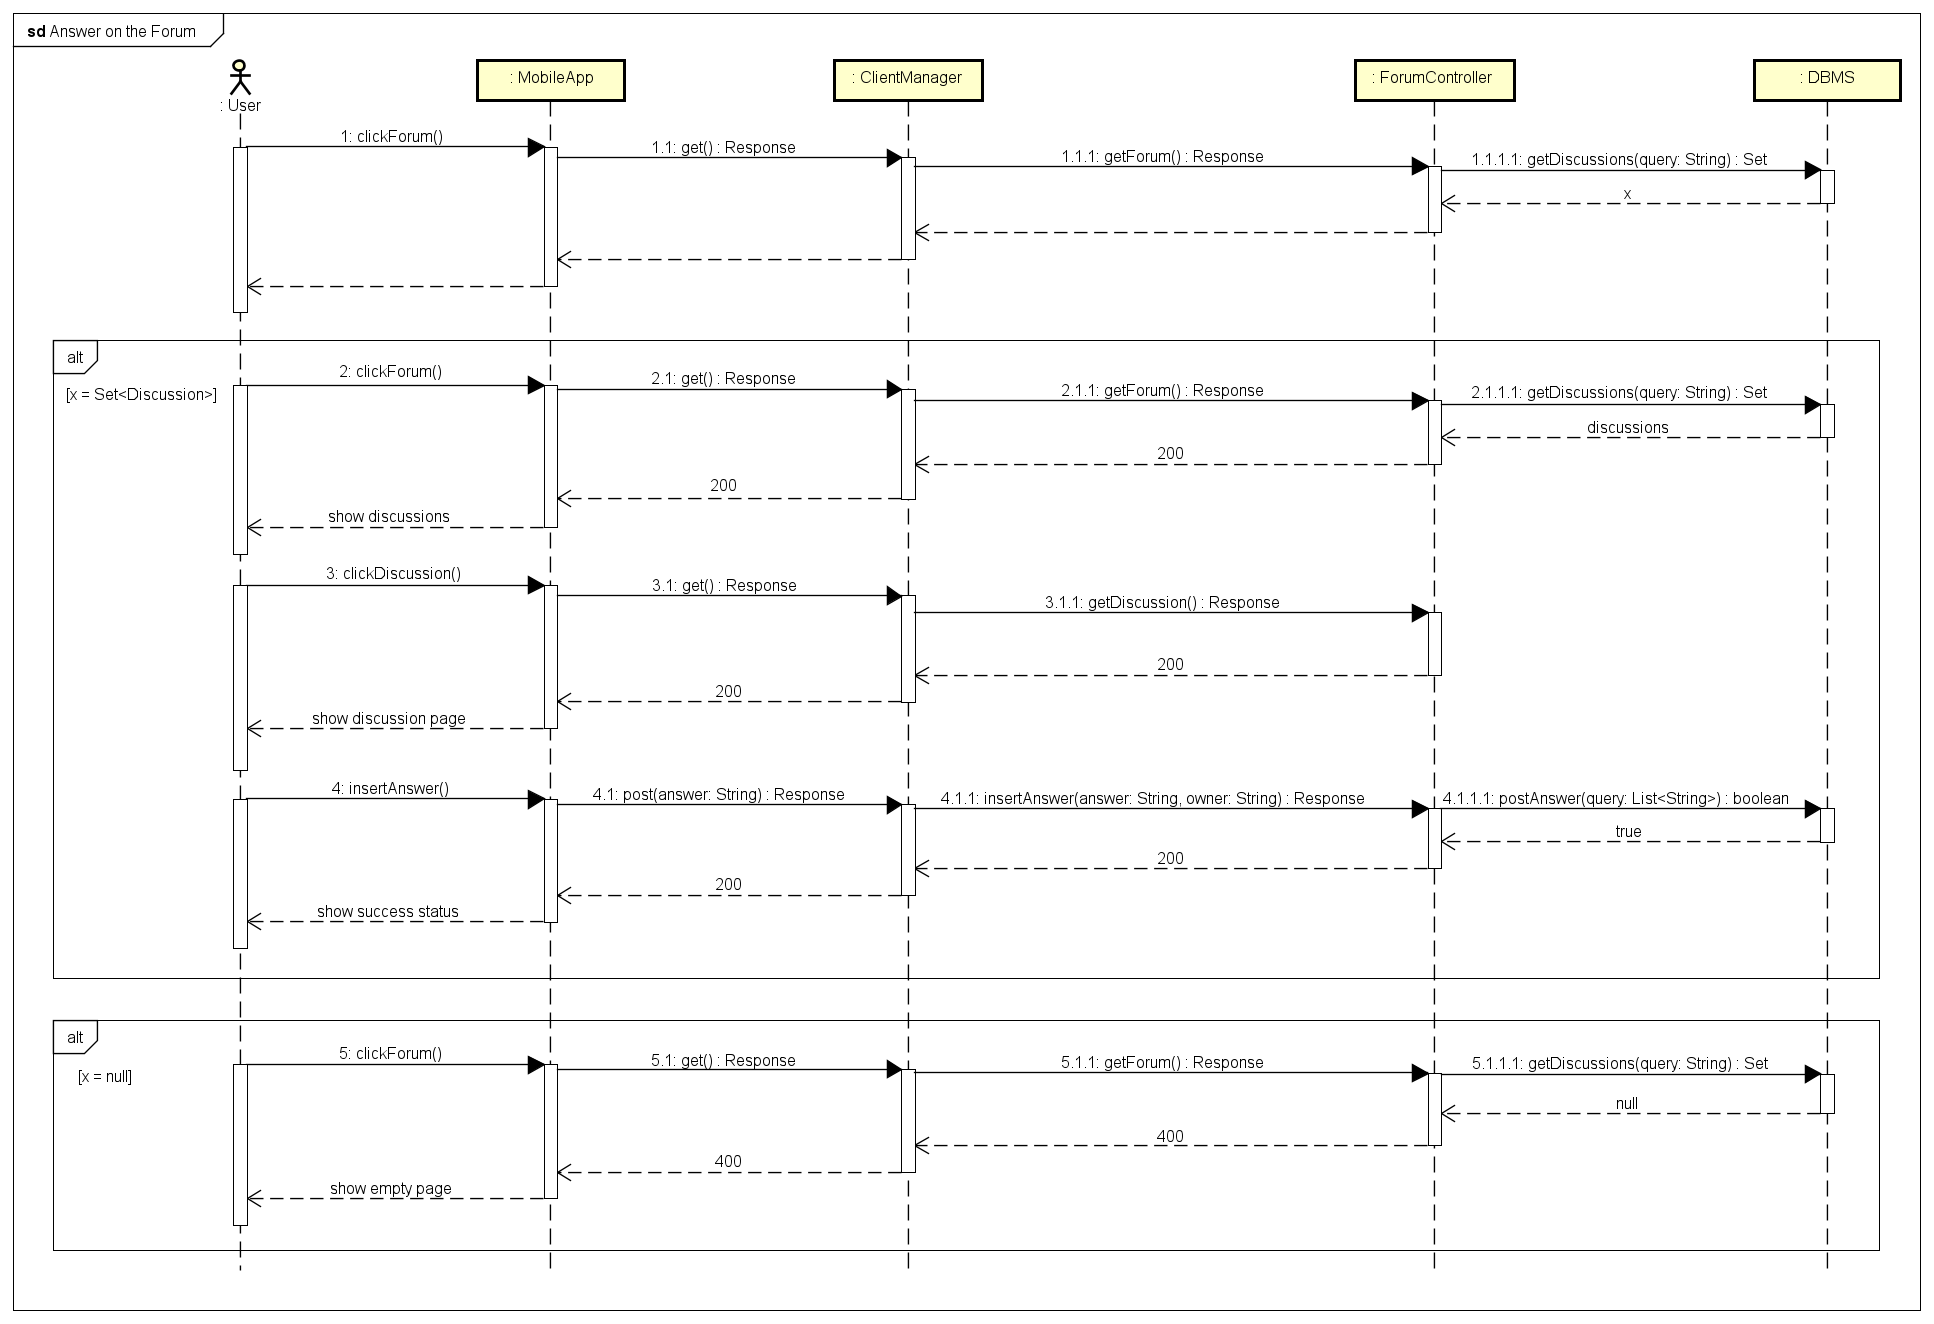 sd Answer on the Forum
: User
: MobileApp
: ClientManager
: ForumController
: DBMS
1: clickForum()
1.1: get() : Response
1.1.1: getForum() : Response
1.1.1.1: getDiscussions(query: String) : Set
x
alt
[x = Set<Discussion>]
2: clickForum()
2.1: get() : Response
2.1.1: getForum() : Response
2.1.1.1: getDiscussions(query: String) : Set
discussions
200
200
show discussions
3: clickDiscussion()
3.1: get() : Response
3.1.1: getDiscussion() : Response
200
200
show discussion page
4: insertAnswer()
4.1: post(answer: String) : Response
4.1.1: insertAnswer(answer: String, owner: String) : Response
4.1.1.1: postAnswer(query: List<String>) : boolean
true
200
200
show success status
alt
[x = null]
5: clickForum()
5.1: get() : Response
5.1.1: getForum() : Response
5.1.1.1: getDiscussions(query: String) : Set
null
400
400
show empty page